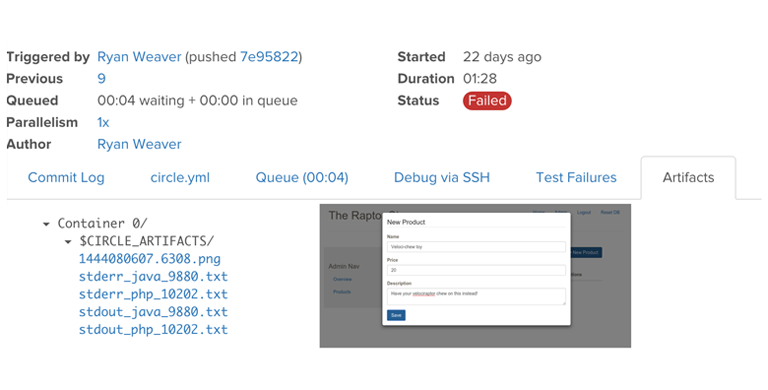 Triggered by Ryan Weaver (pushed 7e95822)
Previous 9
Queued 00:04 waiting + 00:00 in queue
Parallelism 1x
Author Ryan Weaver
Started 22 days ago
Duration 01:28
Status Failed
Commit Log circle.yml Queue (00:04) Debug via SSH Test Failures Artifacts
Container 0/
$CIRCLE_ARTIFACTS/
1444080607.6308.png
stderr_java_9880.txt
stderr_php_10202.txt
stdout_java_9880.txt
stdout_php_10202.txt
The Rapto
Logout Reset DB
New Product
Name
Veloci-chew toy
Price
20
Description
Have your velociraptor chew on this instead!
Save
Admin Nav
Overview
Products
New Product